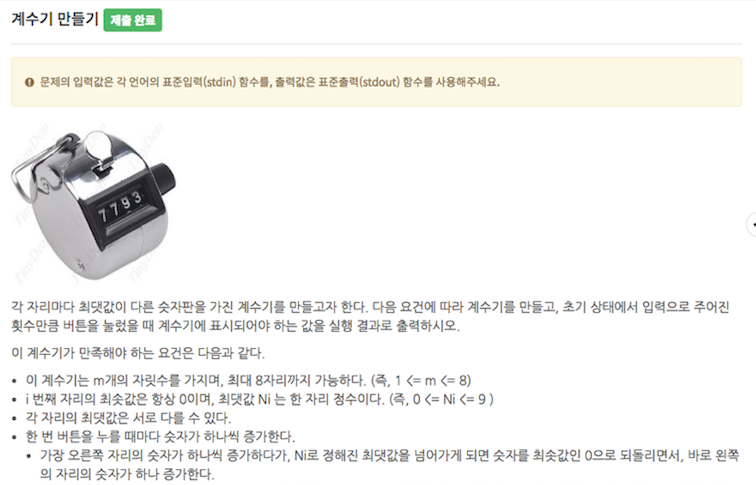 계수기 만들기 제출 완료
문제의 입력값은 각 언어의 표준입력(stdin) 함수를, 출력값은 표준출력(stdout) 함수를 사용해주세요.
7793
각 자리마다 최댓값이 다른 숫자판을 가진 계수기를 만들고자 한다. 다음 요건에 따라 계수기를 만들고, 초기 상태에서 입력으로 주어진
횟수만큼 버튼을 눌렀을 때 계수기에 표시되어야 하는 값을 실행 결과로 출력하시오.
이 계수기가 만족해야 하는 요건은 다음과 같다.
• 이 계수기는 m개의 자릿수를 가지며, 최대 8자리까지 가능하다. (즉, 1 <= m <= 8)
• i 번째 자리의 최솟값은 항상 0이며, 최댓값 Ni 는 한 자리 정수이다. (즉, 0 <= Ni <= 9 )
• 각 자리의 최댓값은 서로 다를 수 있다.
• 한 번 버튼을 누를 때마다 숫자가 하나씩 증가한다.
• 가장 오른쪽 자리의 숫자가 하나씩 증가하다가, Ni로 정해진 최댓값을 넘어가게 되면 숫자를 최솟값인 0으로 되돌리면서, 바로 왼쪽
의 자리의 숫자가 하나 증가한다.